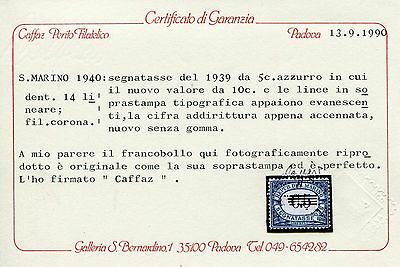 Certificato di Garanzia
Caffaz Perito Filatelico
Padova 13.9.1990
S.MARINO 1940:segnatasse del 1939 da 5c.azzurro in cui
dent. 14 li il nuovo valore da 10c. e le linee in so
neare; prastampa tipografica appaiono evanescen
fil.corona. ti,la cifra addirittura appena accennata,
nuovo senza gomma.
A mio parere il francobollo qui fotograficamente ripro
dotto è originale come la sua soprastampa ed è perfetto.
L'ho firmato " Caffaz " .
SEGNATASSE
Galleria S. Bernardino,1 35100 Padova Tel. 049-654282